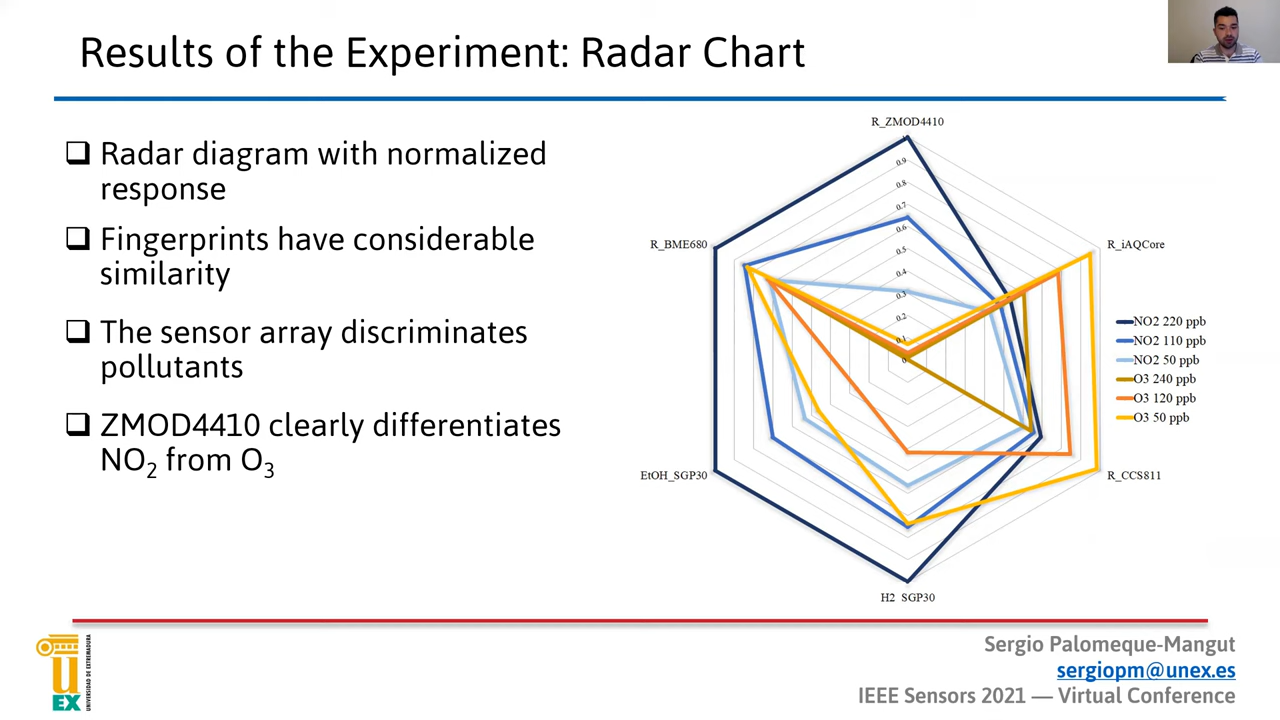 Results of the Experiment: Radar Chart
❑ Radar diagram with normalized
response
❑ Fingerprints have considerable
similarity
❑ The sensor array discriminates
pollutants
❑ ZMOD4410 clearly differentiates
NO₂ from O₃
R_ZMOD4410
1
0.9
0.8
0.7
0.6
0.5
0.4
0.3
0.2
0.1
0
R_BME680
R_iAQCore
EtOH_SGP30
R_CCS811
H2 SGP30
NO2 220 ppb
NO2 110 ppb
NO2 50 ppb
O3 240 ppb
O3 120 ppb
O3 50 ppb
UNIVERSIDAD DE EXTREMADURA
u
EX
Sergio Palomeque-Mangut
sergiopm@unex.es
IEEE Sensors 2021 — Virtual Conference